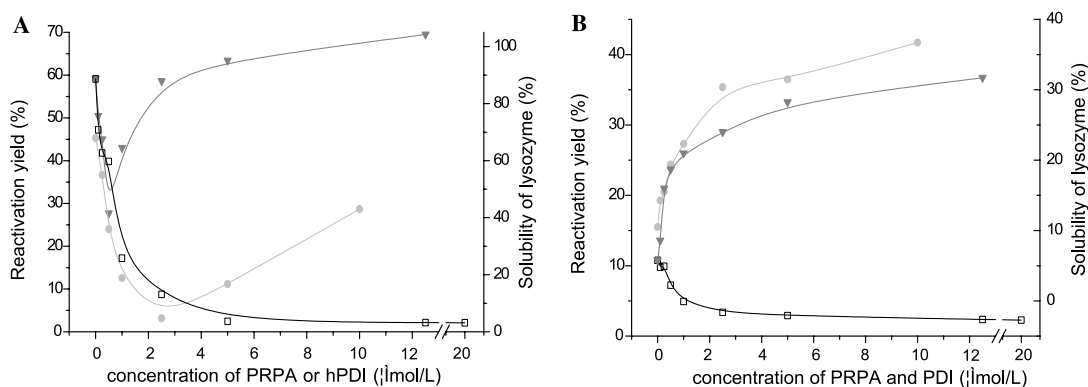 A
B
Reactivation yield (%)
70
60
50
40
30
20
10
0
Solubility of lysozyme (%)
100
80
60
40
20
0
0 2 4 6 8 10 12 20
concentration of PRPA or hPDI (¦Ìmol/L)
Reactivation yield (%)
40
30
20
10
0
Solubility of lysozyme (%)
40
30
20
10
0
0 2 4 6 8 10 12 20
concentration of PRPA and PDI (¦Ìmol/L)